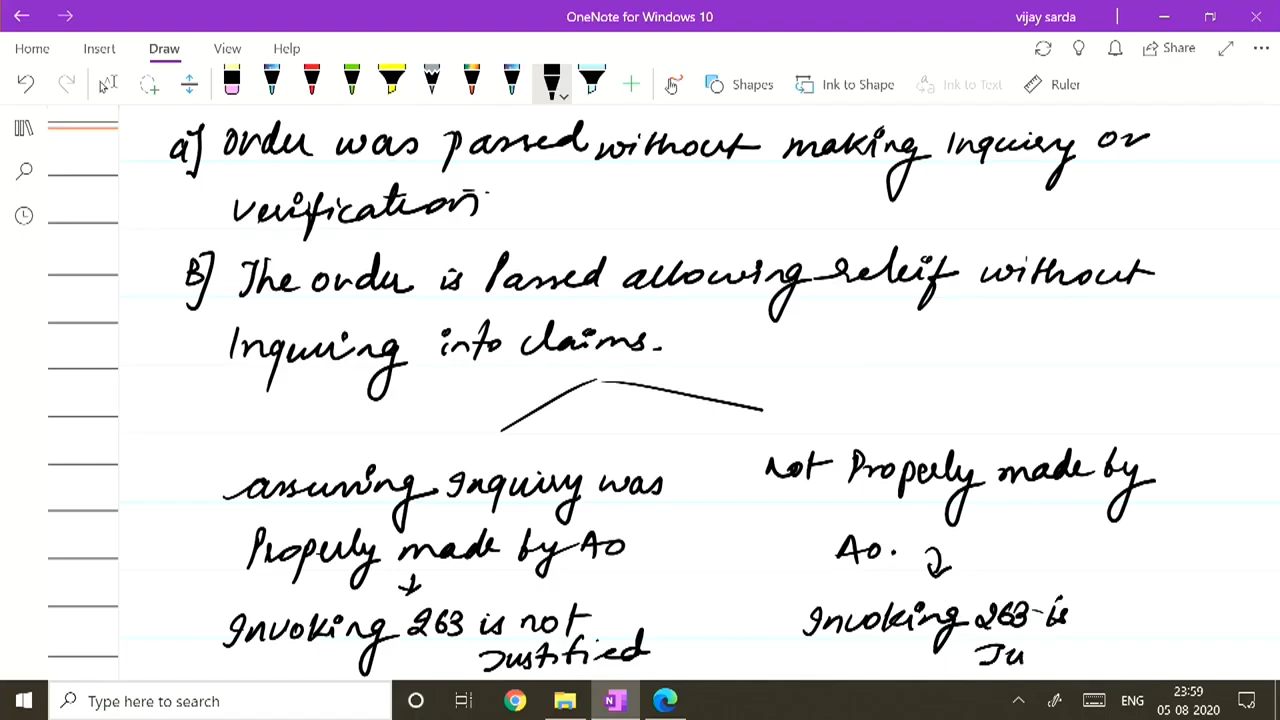 OneNote for Windows 10
vijay sarda
Home Insert Draw View Help
Share
Shapes Ink to Shape Ink to Text Ruler
a] order was passed without making Inquiry or
verification
B] The order is Passed allowing releif without
Inquiring into claims.
assuming Inquiry was
Properly made by AO
Invoking 263 is not
Justified
not Properly made by
AO.
Invoking 263 is
Ju
Type here to search
ENG
23:59
05-08-2020